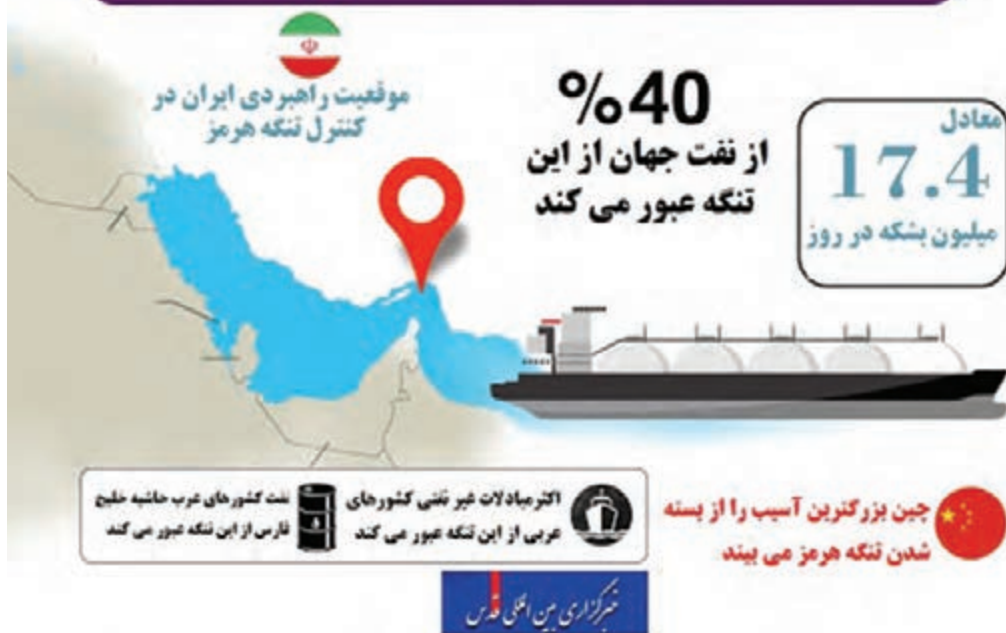 موقعیت راهبردی ایران در
کنترل تنگه هرمز
%40
از نفت جهان از این
تنگه عبور می کند
معادل
17.4
میلیون بشکه در روز
اکثر مبادلات غیر نفتی کشورهای
عربی از این تنگه عبور می کند
نفت کشورهای عرب حاشیه خلیج
فارس از این تنگه عبور می کند
چین بزرگترین آسیب را از بسته
شدن تنگه هرمز می بیند
خبرگزاری بین المللی قدس